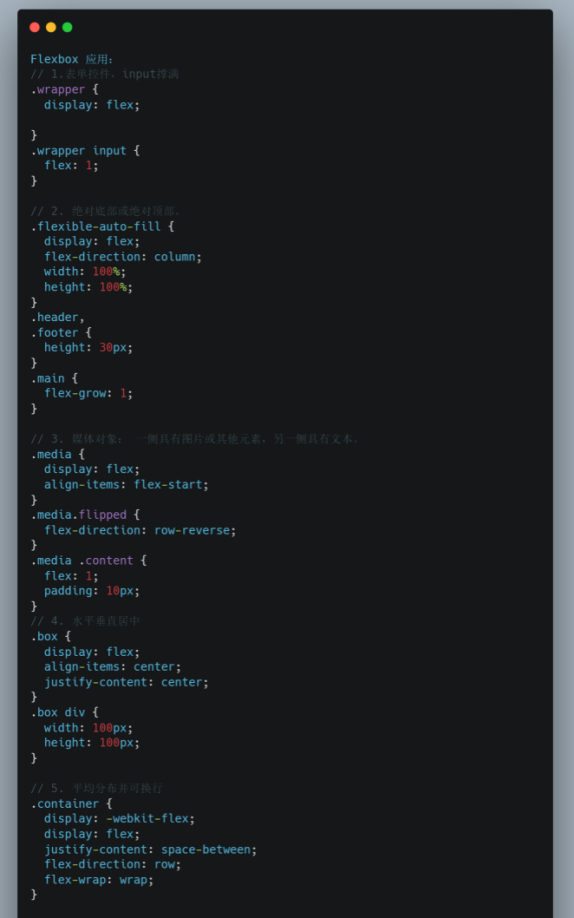 Flexbox 应用：
// 1.表单控件，input撑满
.wrapper {
  display: flex;

}
.wrapper input {
  flex: 1;
}

// 2. 绝对底部或绝对顶部。
.flexible-auto-fill {
  display: flex;
  flex-direction: column;
  width: 100%;
  height: 100%;
}
.header,
.footer {
  height: 30px;
}
.main {
  flex-grow: 1;
}

// 3. 媒体对象： 一侧具有图片或其他元素，另一侧具有文本。
.media {
  display: flex;
  align-items: flex-start;
}
.media.flipped {
  flex-direction: row-reverse;
}
.media .content {
  flex: 1;
  padding: 10px;
}
// 4. 水平垂直居中
.box {
  display: flex;
  align-items: center;
  justify-content: center;
}
.box div {
  width: 100px;
  height: 100px;
}

// 5. 平均分布并可换行
.container {
  display: -webkit-flex;
  display: flex;
  justify-content: space-between;
  flex-direction: row;
  flex-wrap: wrap;
}